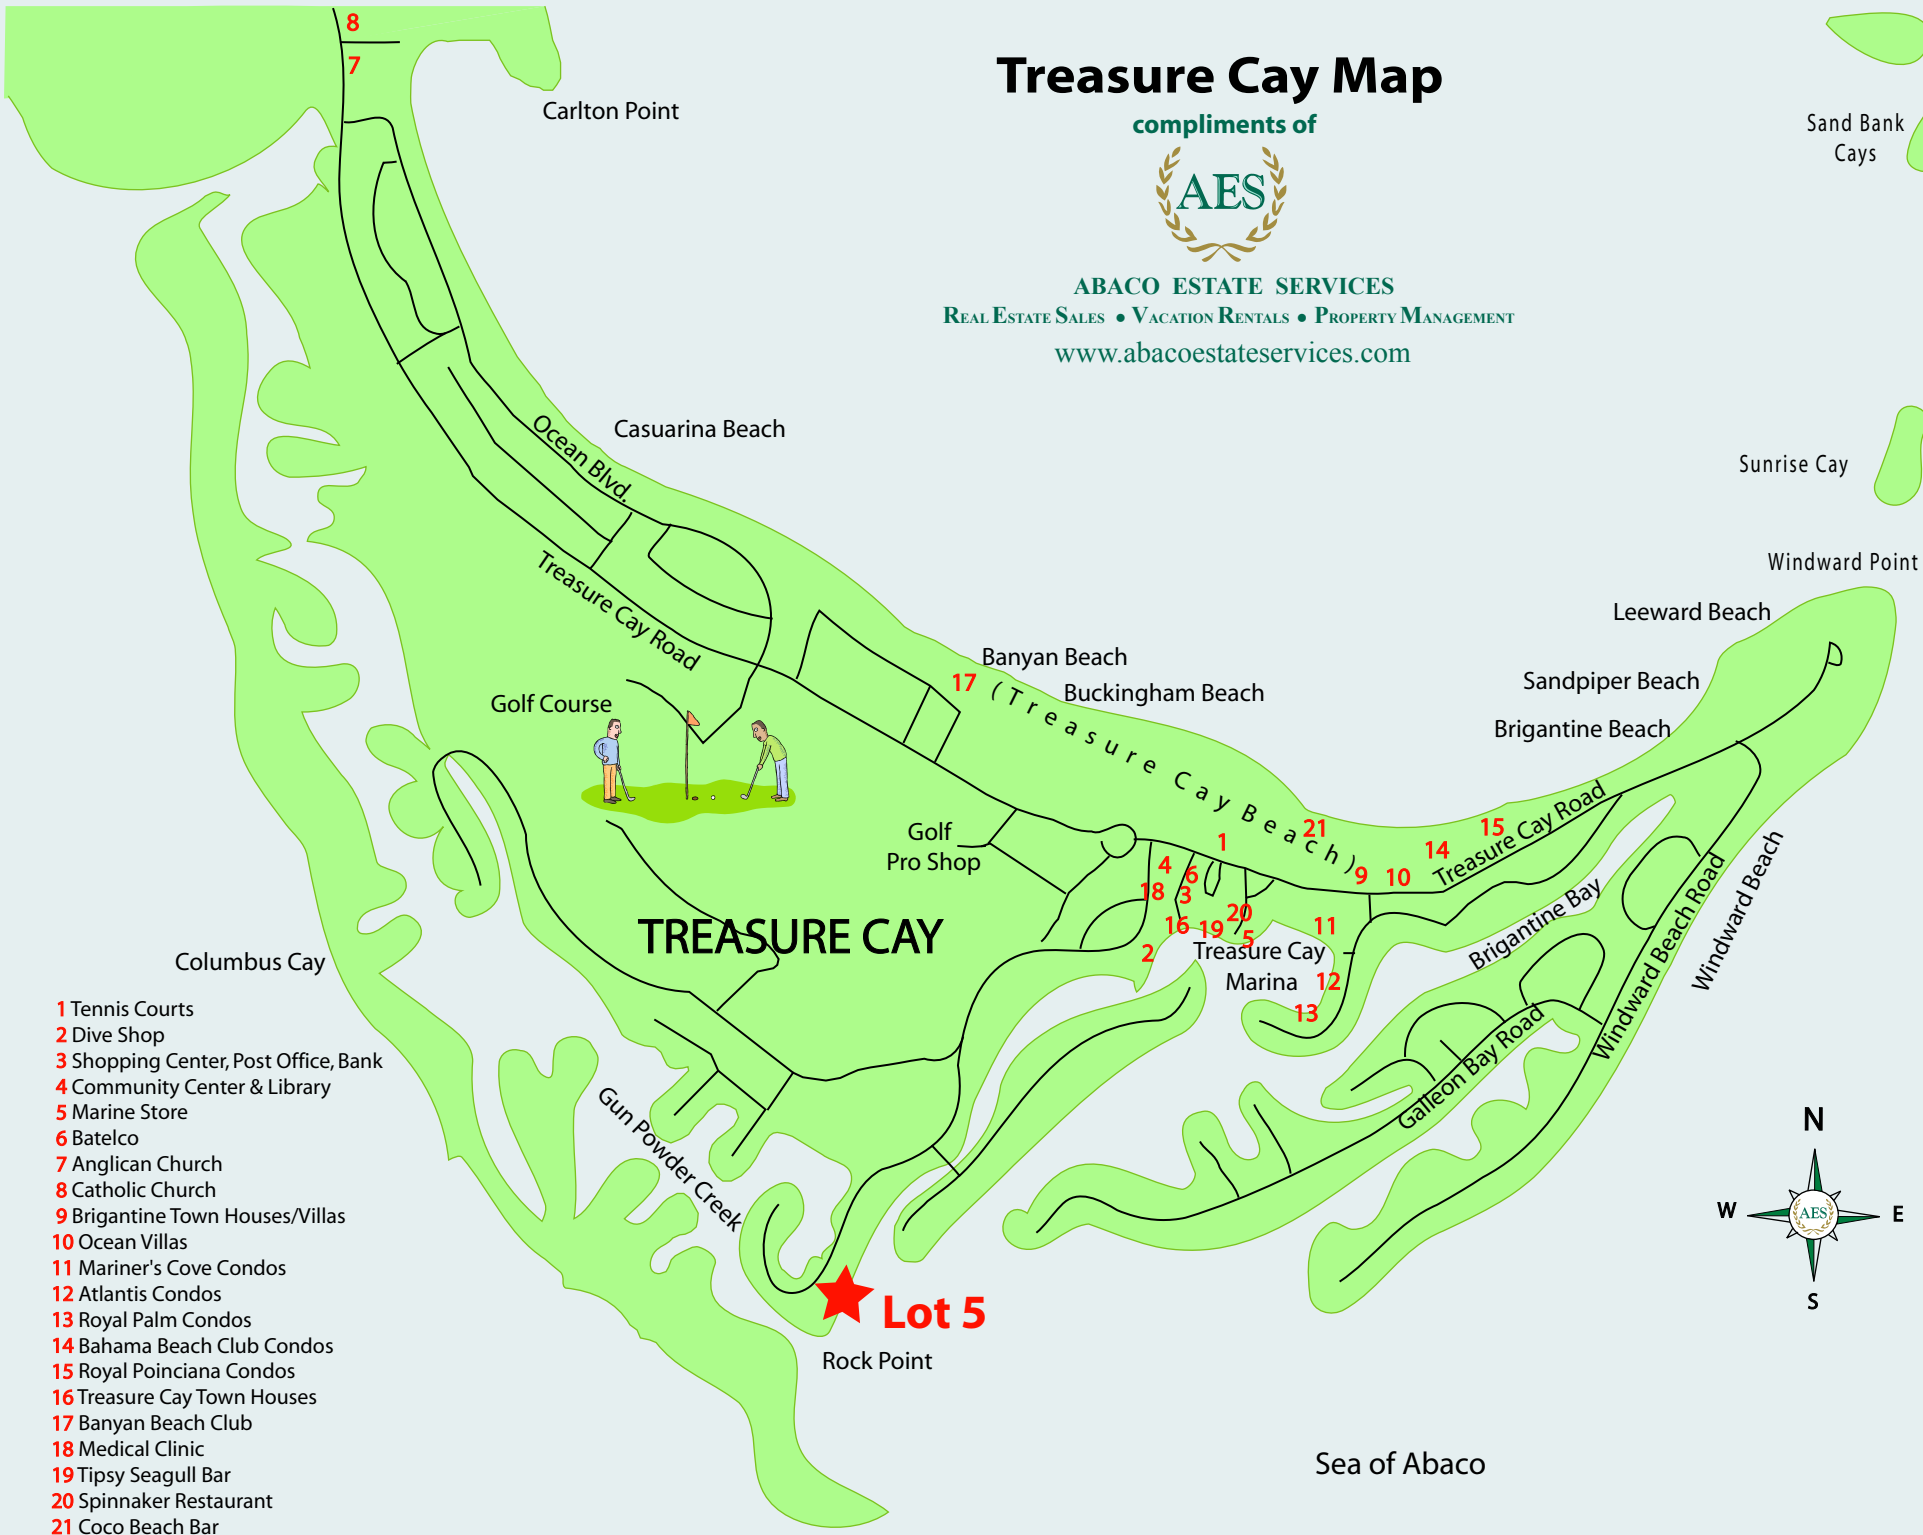 8
7
Carlton Point
Treasure Cay Map
compliments of
AES
ABACO ESTATE SERVICES
REAL ESTATE SALES • VACATION RENTALS • PROPERTY MANAGEMENT
www.abacoestateservices.com
Sand Bank
Cays
Casuarina Beach
Ocean Blvd.
Sunrise Cay
Windward Point
Leeward Beach
Sandpiper Beach
Brigantine Beach
Treasure Cay Road
Banyan Beach
17
Buckingham Beach
(Treasure Cay Beach)
Golf Course
Golf
Pro Shop
1
21
15
14
Treasure Cay Road
4
6
9
10
18
3
20
16
19
5
11
2
Treasure Cay
Marina
12
13
TREASURE CAY
Brigantine Bay
Windward Beach Road
Windward Beach
Galleon Bay Road
Columbus Cay
Gun Powder Creek
Lot 5
Rock Point
Sea of Abaco
N
W
AES
E
S
1 Tennis Courts
2 Dive Shop
3 Shopping Center, Post Office, Bank
4 Community Center & Library
5 Marine Store
6 Batelco
7 Anglican Church
8 Catholic Church
9 Brigantine Town Houses/Villas
10 Ocean Villas
11 Mariner's Cove Condos
12 Atlantis Condos
13 Royal Palm Condos
14 Bahama Beach Club Condos
15 Royal Poinciana Condos
16 Treasure Cay Town Houses
17 Banyan Beach Club
18 Medical Clinic
19 Tipsy Seagull Bar
20 Spinnaker Restaurant
21 Coco Beach Bar